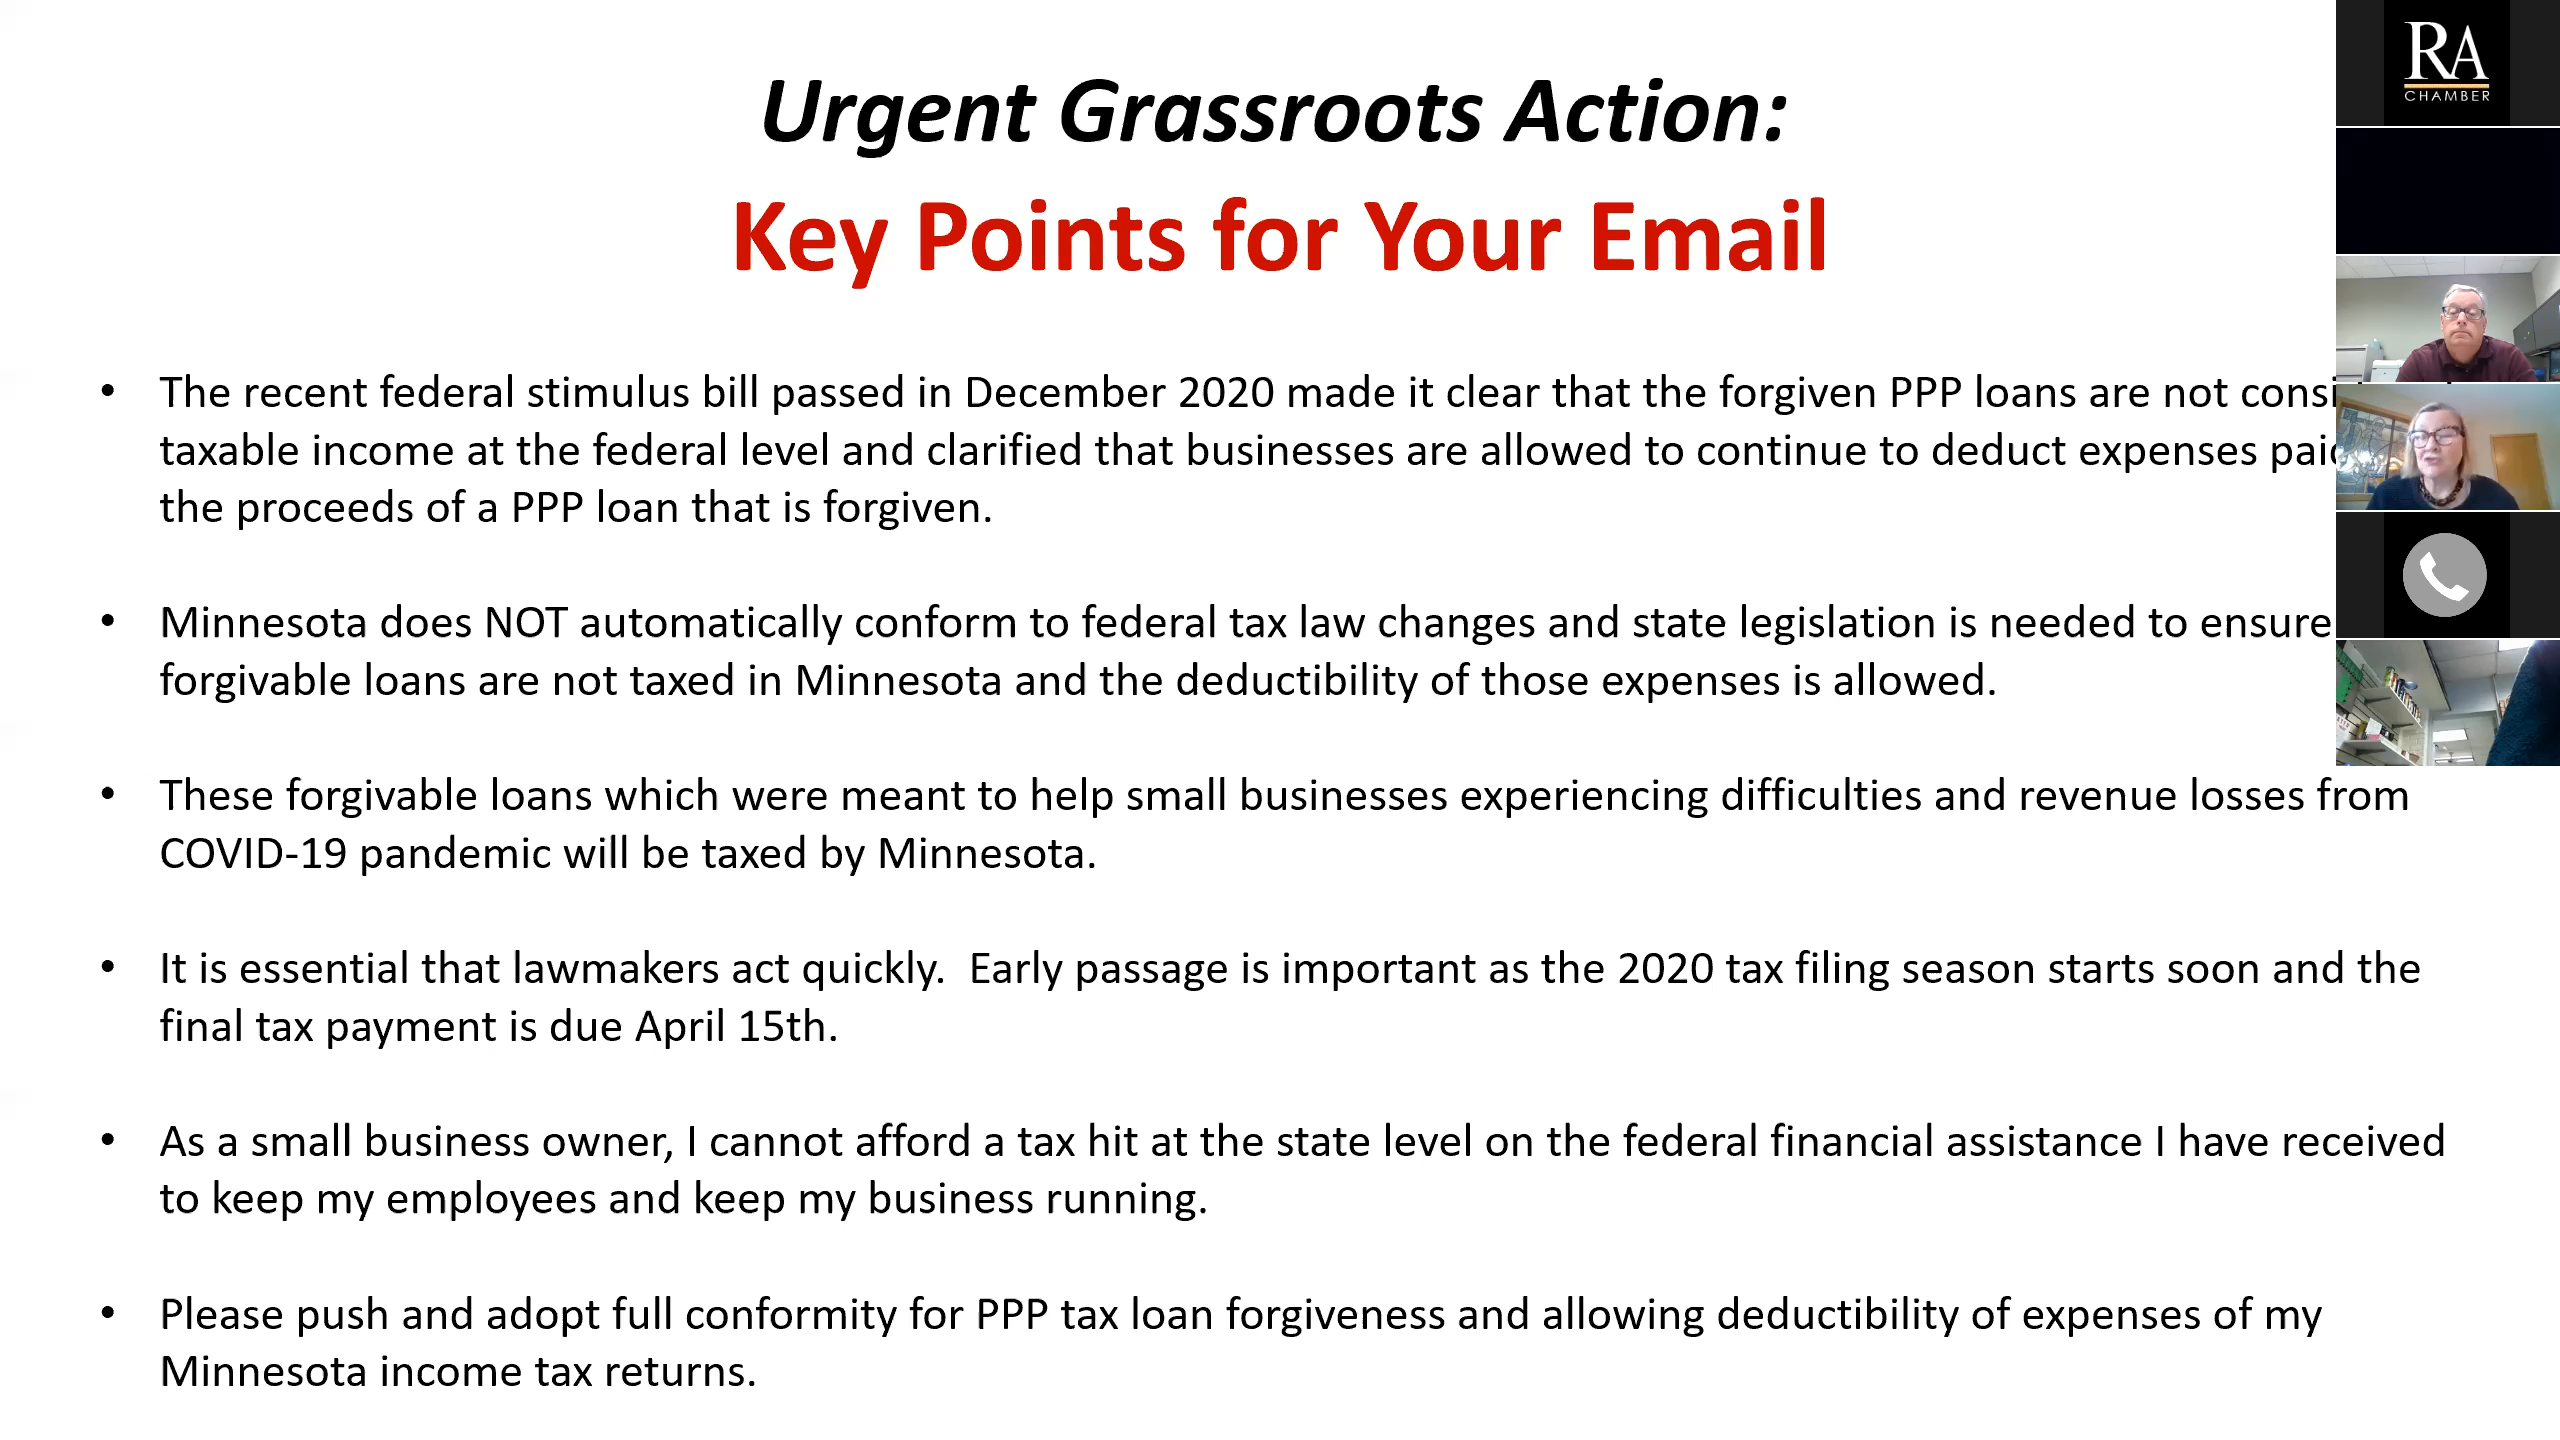 Urgent Grassroots Action:
Key Points for Your Email
RA
CHAMBER
• The recent federal stimulus bill passed in December 2020 made it clear that the forgiven PPP loans are not
taxable income at the federal level and clarified that businesses are allowed to continue to deduct expenses
the proceeds of a PPP loan that is forgiven.
• Minnesota does NOT automatically conform to federal tax law changes and state legislation is needed to ensure
forgivable loans are not taxed in Minnesota and the deductibility of those expenses is allowed.
• These forgivable loans which were meant to help small businesses experiencing difficulties and revenue losses from
COVID-19 pandemic will be taxed by Minnesota.
• It is essential that lawmakers act quickly.  Early passage is important as the 2020 tax filing season starts soon and the
final tax payment is due April 15th.
• As a small business owner, I cannot afford a tax hit at the state level on the federal financial assistance I have received
to keep my employees and keep my business running.
• Please push and adopt full conformity for PPP tax loan forgiveness and allowing deductibility of expenses of my
Minnesota income tax returns.